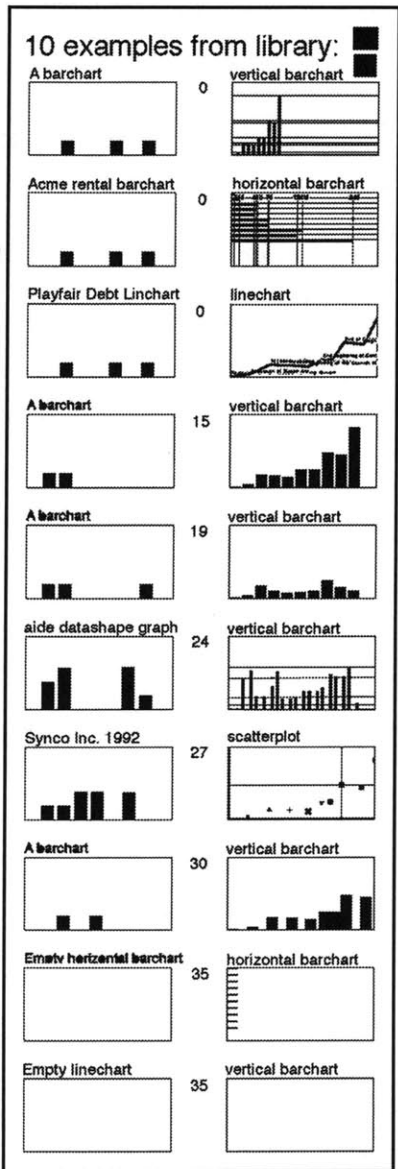 10 examples from library:
A barchart 0 vertical barchart
Acme rental barchart 0 horizontal barchart
Playfair Debt Linchart 0 linechart
A barchart 15 vertical barchart
A barchart 19 vertical barchart
aide datashape graph 24 vertical barchart
Synco Inc. 1992 27 scatterplot
A barchart 30 vertical barchart
Emetv herizental barchart 35 horizontal barchart
Empty linechart 35 vertical barchart